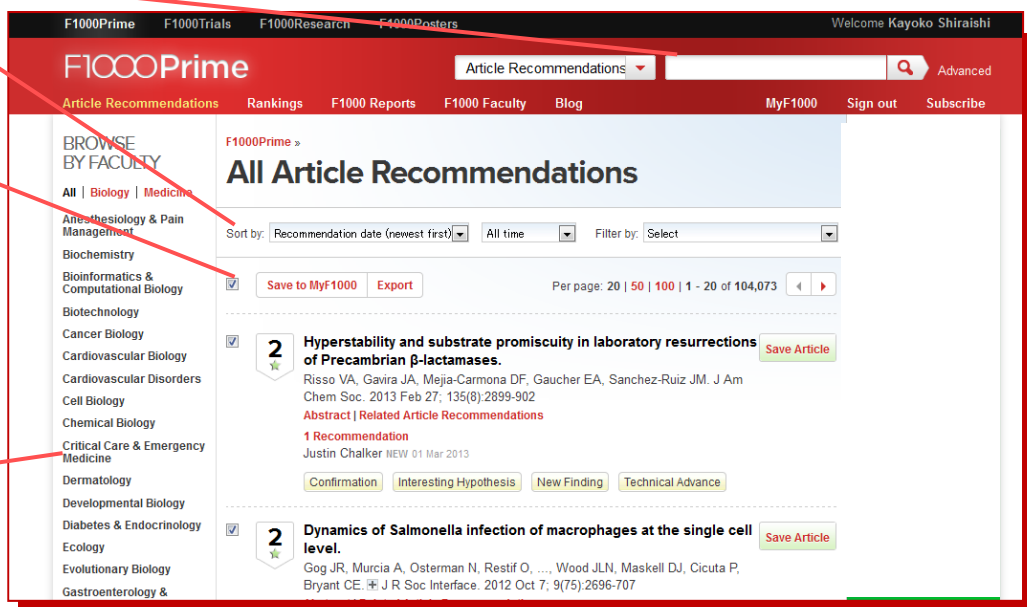 F1000Prime F1000Trials F1000Research F1000Posters Welcome Kayoko Shiraishi
F1000Prime Article Recommendations Advanced
Article Recommendations Rankings F1000 Reports F1000 Faculty Blog MyF1000 Sign out Subscribe
BROWSE
BY FACULTY
All | Biology | Medicine
Anesthesiology & Pain
Management
Biochemistry
Bioinformatics &
Computational Biology
Biotechnology
Cancer Biology
Cardiovascular Biology
Cardiovascular Disorders
Cell Biology
Chemical Biology
Critical Care & Emergency
Medicine
Dermatology
Developmental Biology
Diabetes & Endocrinology
Ecology
Evolutionary Biology
Gastroenterology &
F1000Prime »
All Article Recommendations
Sort by: Recommendation date (newest first) All time Filter by: Select
Save to MyF1000 Export Per page: 20 | 50 | 100 | 1 - 20 of 104,073
2 Hyperstability and substrate promiscuity in laboratory resurrections Save Article
of Precambrian β-lactamases.
Risso VA, Gavira JA, Mejia-Carmona DF, Gaucher EA, Sanchez-Ruiz JM. J Am
Chem Soc. 2013 Feb 27; 135(8):2899-902
Abstract | Related Article Recommendations
1 Recommendation
Justin Chalker NEW 01 Mar 2013
Confirmation Interesting Hypothesis New Finding Technical Advance
2 Dynamics of Salmonella infection of macrophages at the single cell Save Article
level.
Gog JR, Murcia A, Osterman N, Restif O, ..., Wood JLN, Maskell DJ, Cicuta P,
Bryant CE. J R Soc Interface. 2012 Oct 7; 9(75):2696-707